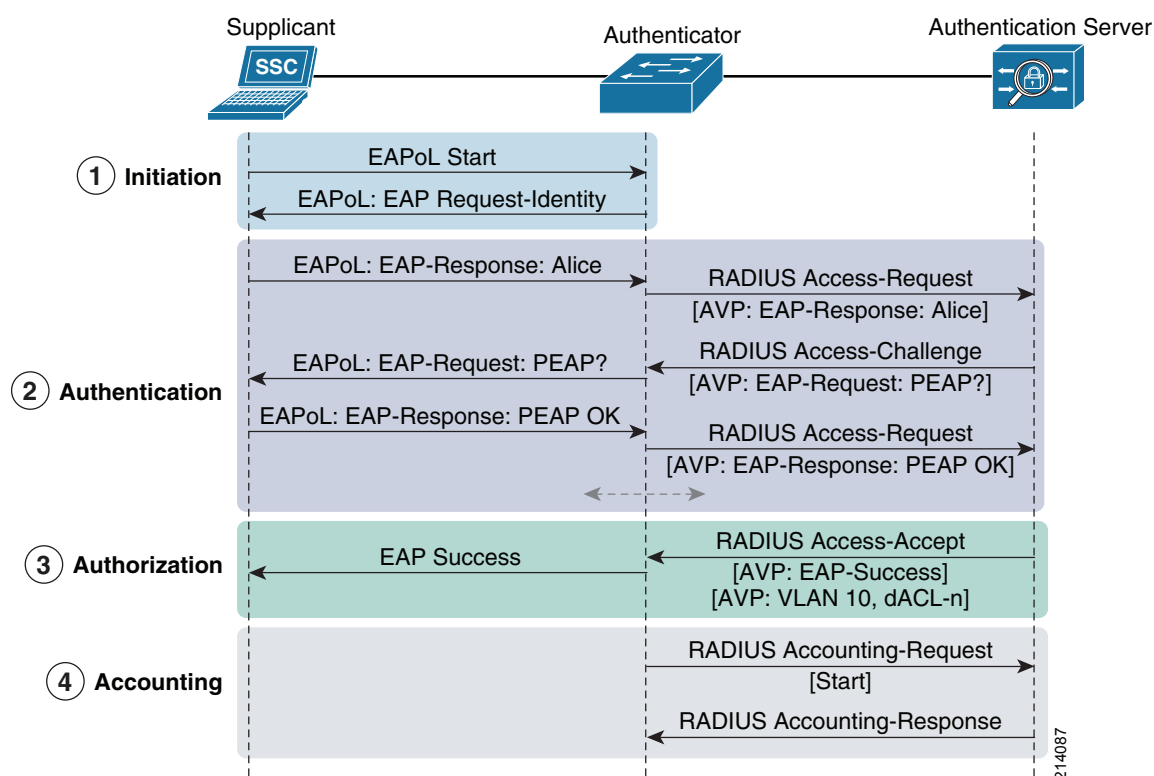 Supplicant
Authenticator
Authentication Server
SSC
1 Initiation
EAPoL Start
EAPoL: EAP Request-Identity
2 Authentication
EAPoL: EAP-Response: Alice
RADIUS Access-Request
[AVP: EAP-Response: Alice]
RADIUS Access-Challenge
EAPoL: EAP-Request: PEAP?
[AVP: EAP-Request: PEAP?]
EAPoL: EAP-Response: PEAP OK
RADIUS Access-Request
[AVP: EAP-Response: PEAP OK]
3 Authorization
RADIUS Access-Accept
EAP Success
[AVP: EAP-Success]
[AVP: VLAN 10, dACL-n]
4 Accounting
RADIUS Accounting-Request
[Start]
RADIUS Accounting-Response
214087